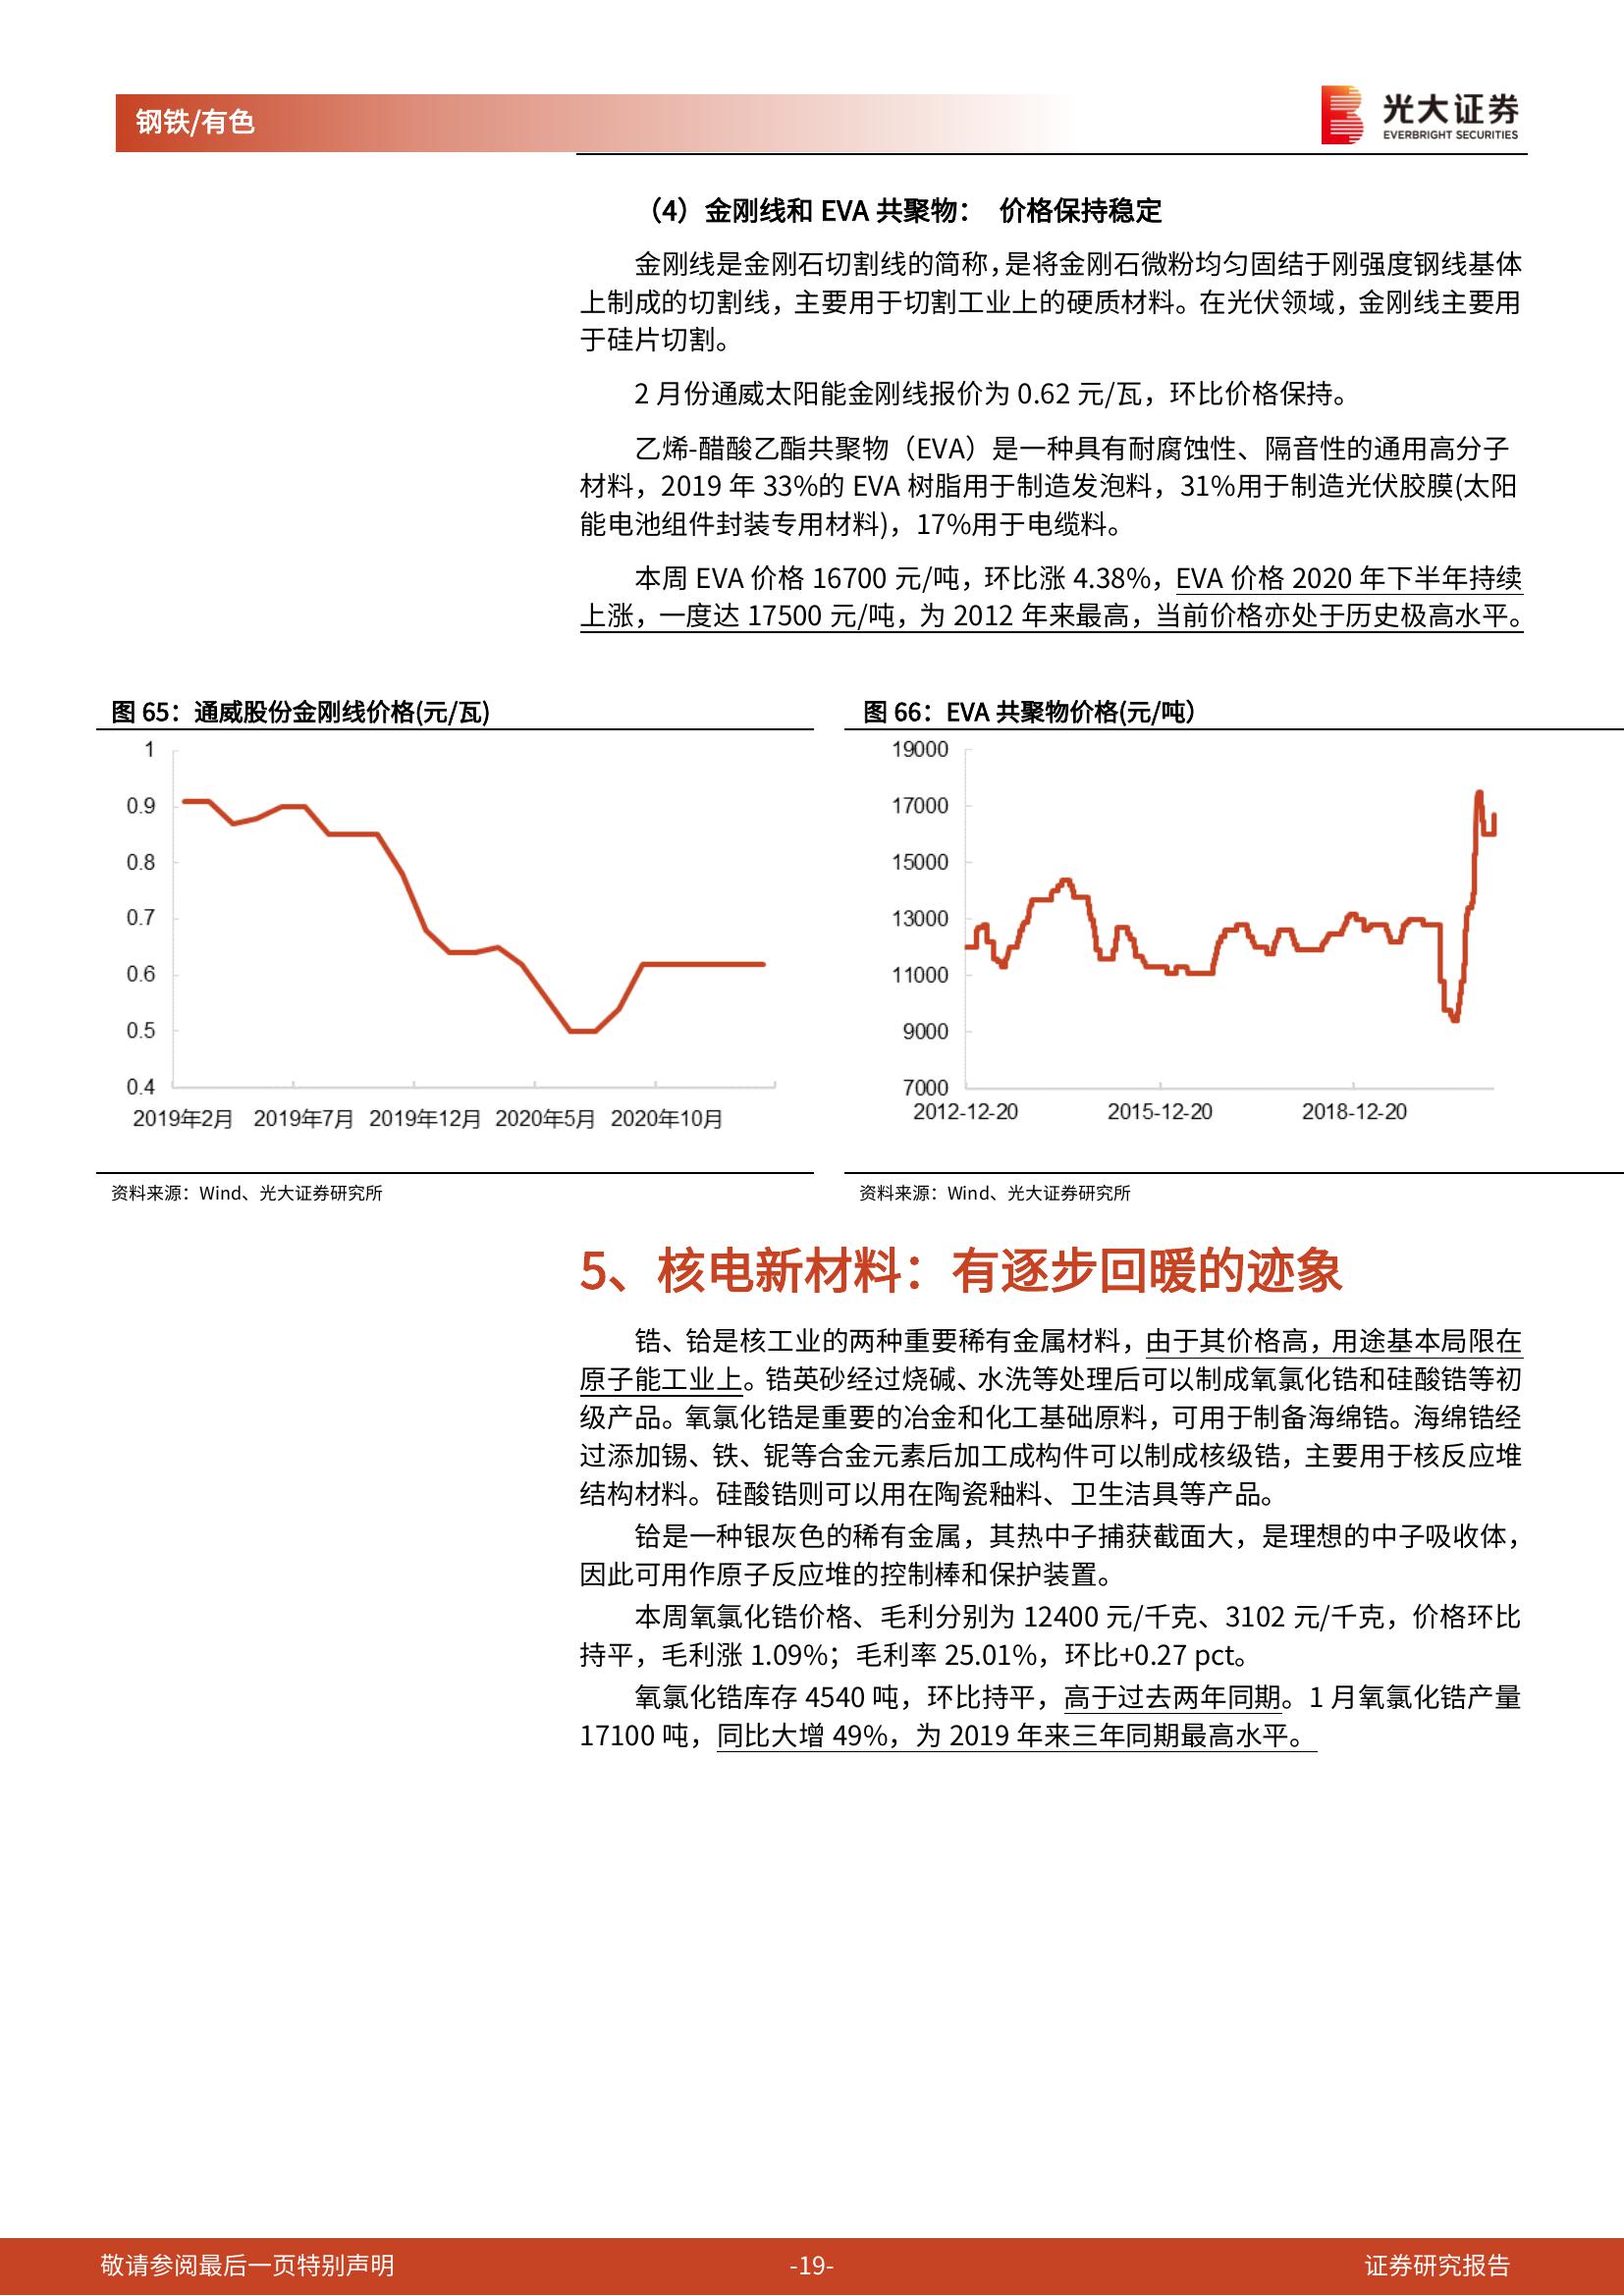 钢铁/有色
光大证券
EVERBRIGHT SECURITIES
（4）金刚线和 EVA 共聚物： 价格保持稳定
金刚线是金刚石切割线的简称，是将金刚石微粉均匀固结于刚强度钢线基体
上制成的切割线，主要用于切割工业上的硬质材料。在光伏领域，金刚线主要用
于硅片切割。
2 月份通威太阳能金刚线报价为 0.62 元/瓦，环比价格保持。
乙烯-醋酸乙酯共聚物（EVA）是一种具有耐腐蚀性、隔音性的通用高分子
材料，2019 年 33%的 EVA 树脂用于制造发泡料，31%用于制造光伏胶膜(太阳
能电池组件封装专用材料)，17%用于电缆料。
本周 EVA 价格 16700 元/吨，环比涨 4.38%，EVA 价格 2020 年下半年持续
上涨，一度达 17500 元/吨，为 2012 年来最高，当前价格亦处于历史极高水平。
图 65：通威股份金刚线价格(元/瓦)
1
0.9
0.8
0.7
0.6
0.5
0.4
2019年2月 2019年7月 2019年12月 2020年5月 2020年10月
资料来源：Wind、光大证券研究所
图 66：EVA 共聚物价格(元/吨）
19000
17000
15000
13000
11000
9000
7000
2012-12-20 2015-12-20 2018-12-20
资料来源：Wind、光大证券研究所
5、核电新材料：有逐步回暖的迹象
锆、铪是核工业的两种重要稀有金属材料，由于其价格高，用途基本局限在
原子能工业上。锆英砂经过烧碱、水洗等处理后可以制成氧氯化锆和硅酸锆等初
级产品。氧氯化锆是重要的冶金和化工基础原料，可用于制备海绵锆。海绵锆经
过添加锡、铁、铌等合金元素后加工成构件可以制成核级锆，主要用于核反应堆
结构材料。硅酸锆则可以用在陶瓷釉料、卫生洁具等产品。
铪是一种银灰色的稀有金属，其热中子捕获截面大，是理想的中子吸收体，
因此可用作原子反应堆的控制棒和保护装置。
本周氧氯化锆价格、毛利分别为 12400 元/千克、3102 元/千克，价格环比
持平，毛利涨 1.09%；毛利率 25.01%，环比+0.27 pct。
氧氯化锆库存 4540 吨，环比持平，高于过去两年同期。1 月氧氯化锆产量
17100 吨，同比大增 49%，为 2019 年来三年同期最高水平。
敬请参阅最后一页特别声明
-19-
证券研究报告